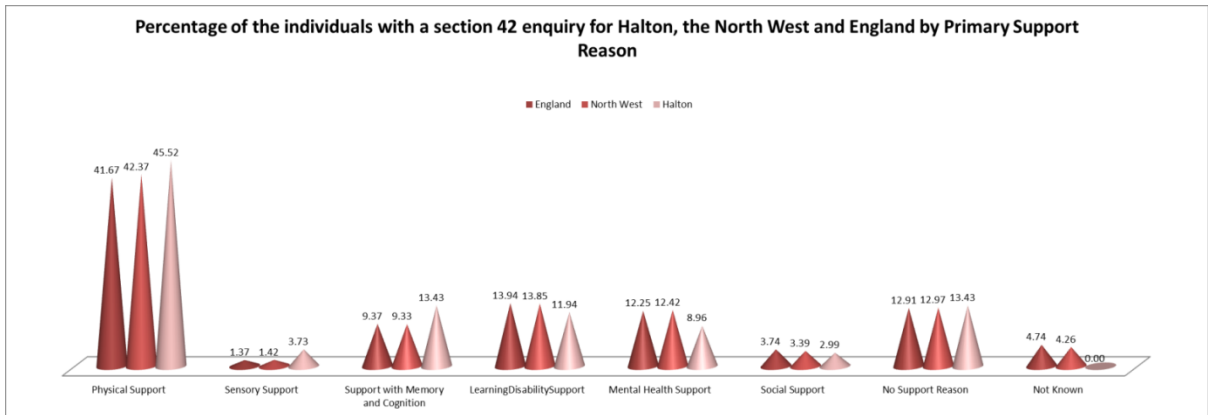 Percentage of the individuals with a section 42 enquiry for Halton, the North West and England by Primary Support
Reason
England North West Halton
41.67 42.37 45.52
1.37 1.42 3.73
9.37 9.33 13.43
13.94 13.85 11.94
12.25 12.42 8.96
3.74 3.39 2.99
12.91 12.97 13.43
4.74 4.26 0.00
Physical Support
Sensory Support
Support with Memory
and Cognition
LearningDisabilitySupport
Mental Health Support
Social Support
No Support Reason
Not Known